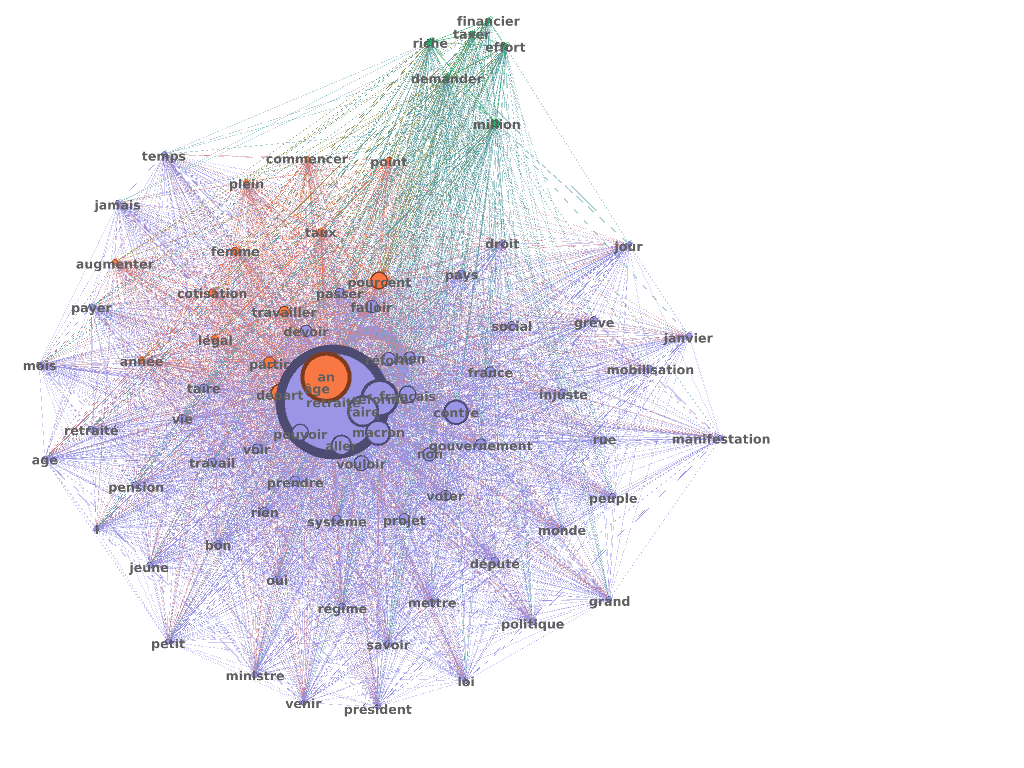 financier
taxer
riche
effort
demander
million
temps
commencer
point
plein
jamais
taux
droit
jour
femme
augmenter
pays
pourcent
cotisation
passer
payer
falloir
travailler
social
grève
devoir
légal
janvier
bien
année
partir
mois
france
mobilisation
an
taire
âge
départ
français
injuste
retraite
faire
contre
vie
retraité
pouvoir
macron
rue
manifestation
aller
gouvernement
voir
non
age
travail
vouloir
prendre
pension
voter
peuple
rien
système
projet
l
monde
bon
député
jeune
oui
grand
régime
mettre
politique
petit
savoir
ministre
loi
venir
président